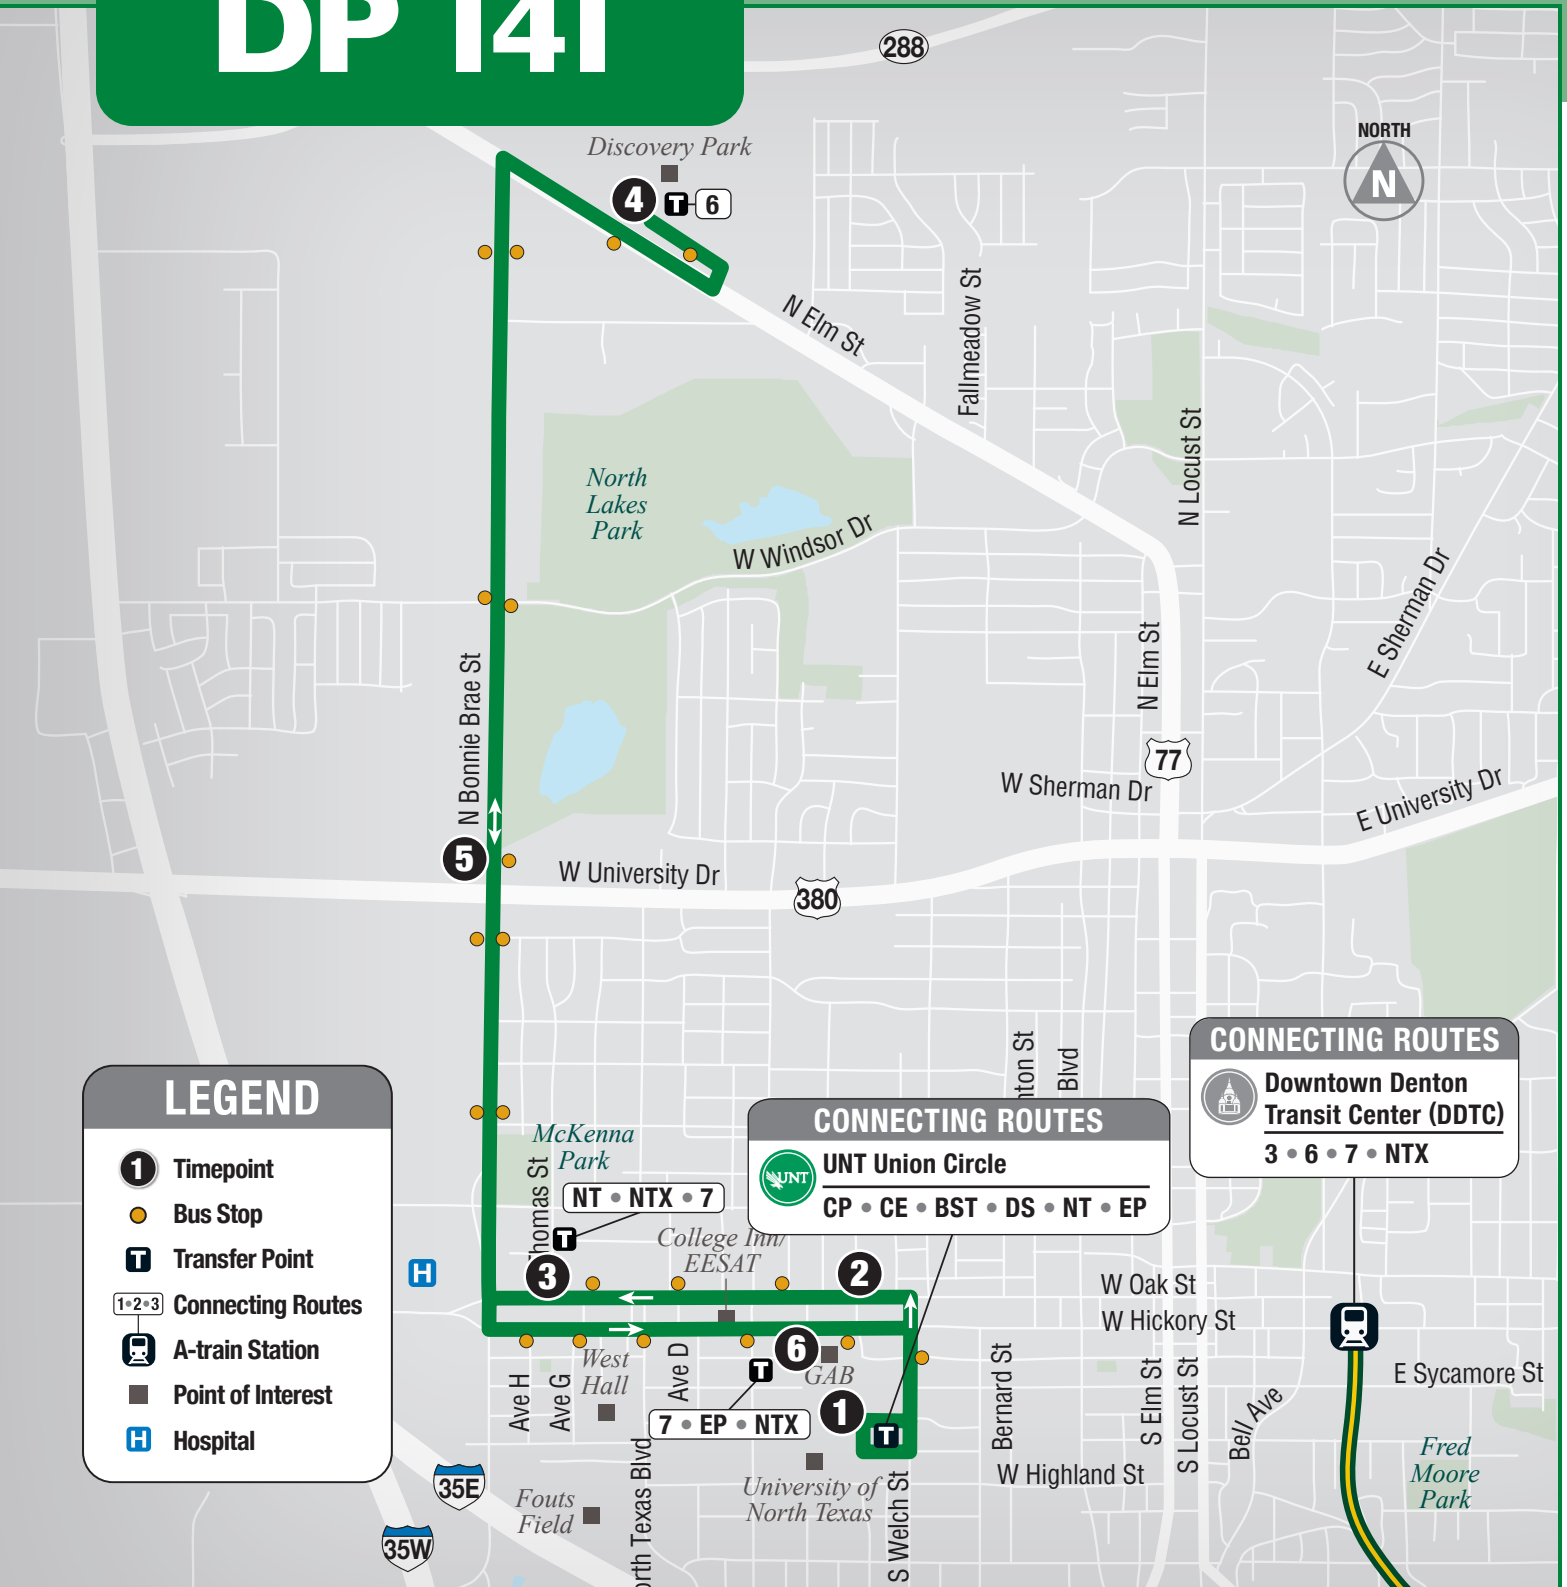 DP 141
288
NORTH
N
Discovery Park
4
T
6
N Elm St
Fallmeadow St
N Locust St
North
Lakes
Park
W Windsor Dr
E Sherman Dr
N Elm St
N Bonnie Brae St
77
W Sherman Dr
E University Dr
5
W University Dr
380
CONNECTING ROUTES
Downtown Denton
Transit Center (DDTC)
3 • 6 • 7 • NTX
Blvd
CONNECTING ROUTES
UNT
UNT Union Circle
CP • CE • BST • DS • NT • EP
LEGEND
1 Timepoint
Bus Stop
T Transfer Point
1•2•3 Connecting Routes
A-train Station
Point of Interest
H Hospital
McKenna
Park
NT • NTX • 7
T
College Inn/
EESAT
H
3
2
W Oak St
W Hickory St
6
GAB
West
Hall
Ave D
T
Ave H
Ave G
7 • EP • NTX
1
T
Bernard St
S Elm St
S Locust St
Bell Ave
E Sycamore St
W Highland St
Fred
Moore
Park
University of
North Texas
S Welch St
Fouts
Field
35E
35W